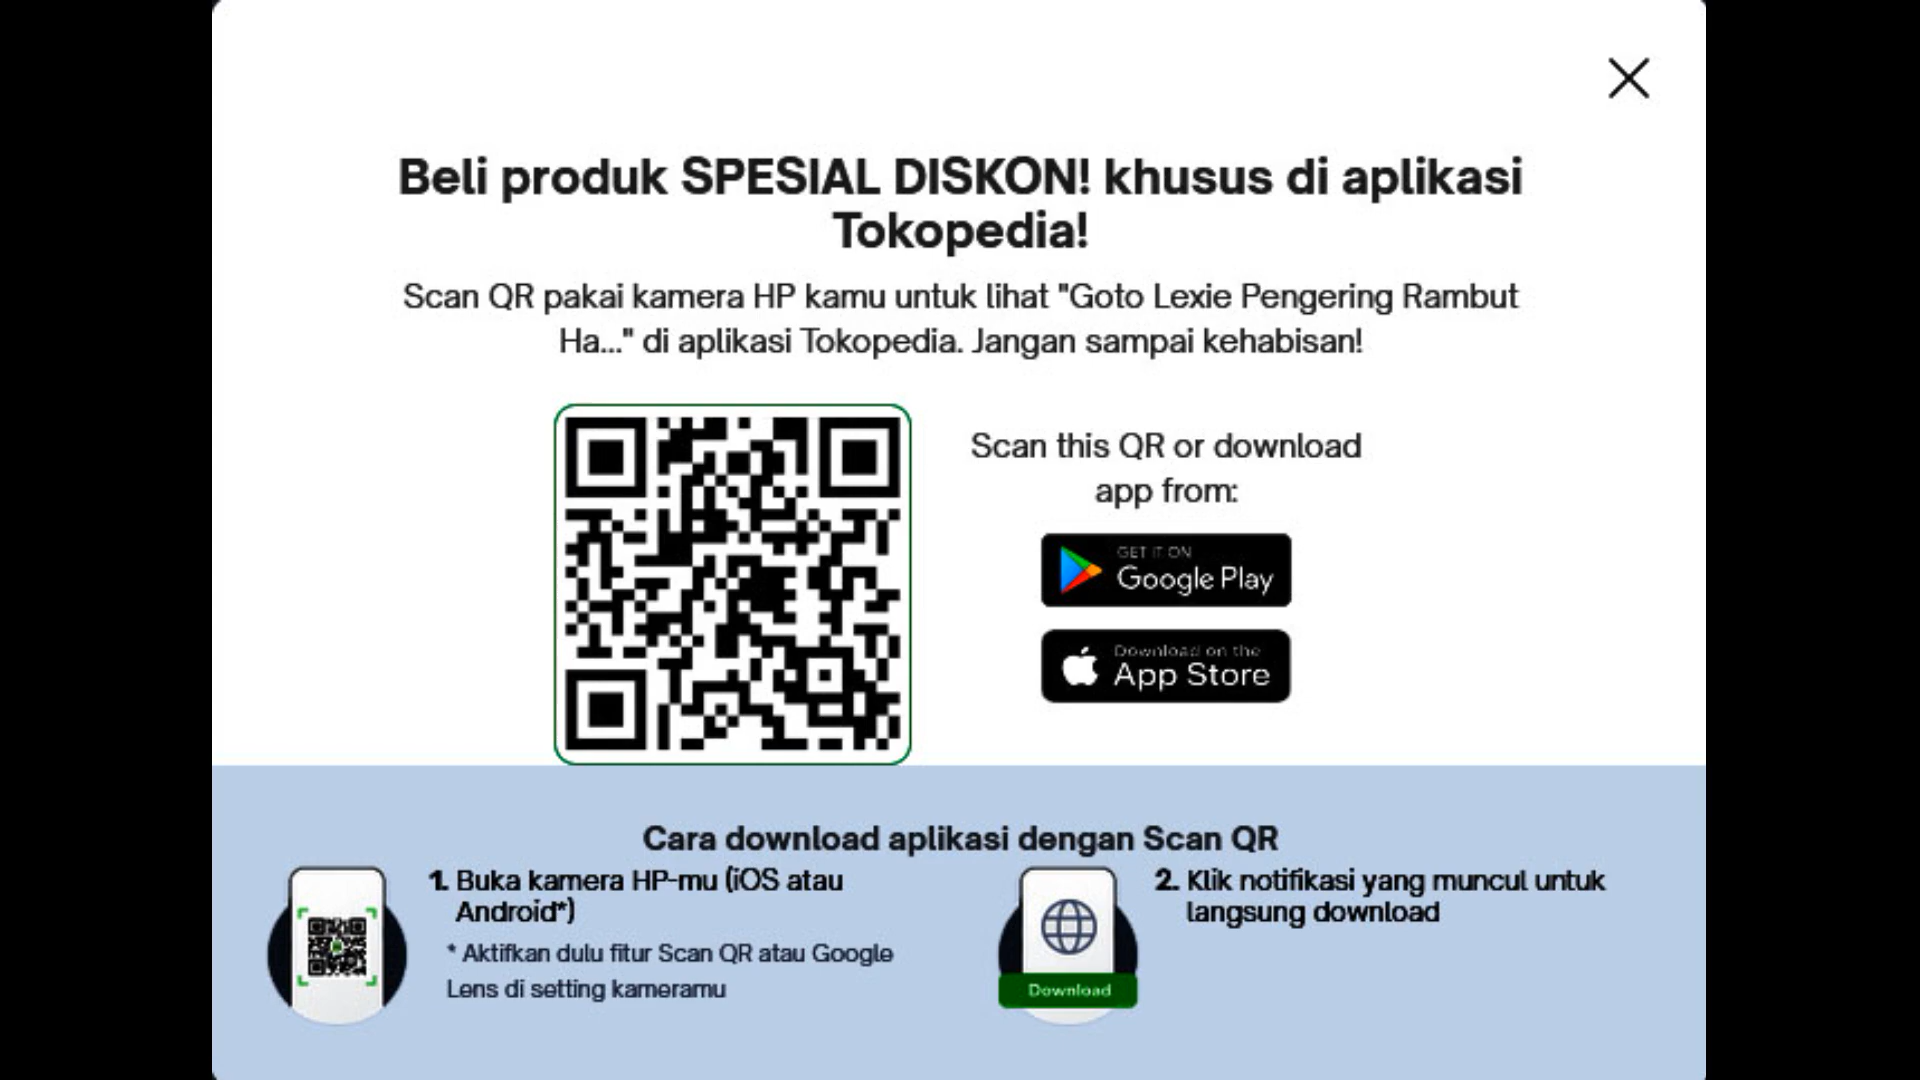 Beli produk SPESIAL DISKON! khusus di aplikasi
Tokopedia!
Scan QR pakai kamera HP kamu untuk lihat "Goto Lexie Pengering Rambut
Ha..." di aplikasi Tokopedia. Jangan sampai kehabisan!
Scan this QR or download
app from:
GET IT ON
Google Play
Download on the
App Store
Cara download aplikasi dengan Scan QR
1. Buka kamera HP-mu (iOS atau
Android*)
* Aktifkan dulu fitur Scan QR atau Google
Lens di setting kameramu
2. Klik notifikasi yang muncul untuk
langsung download
Download